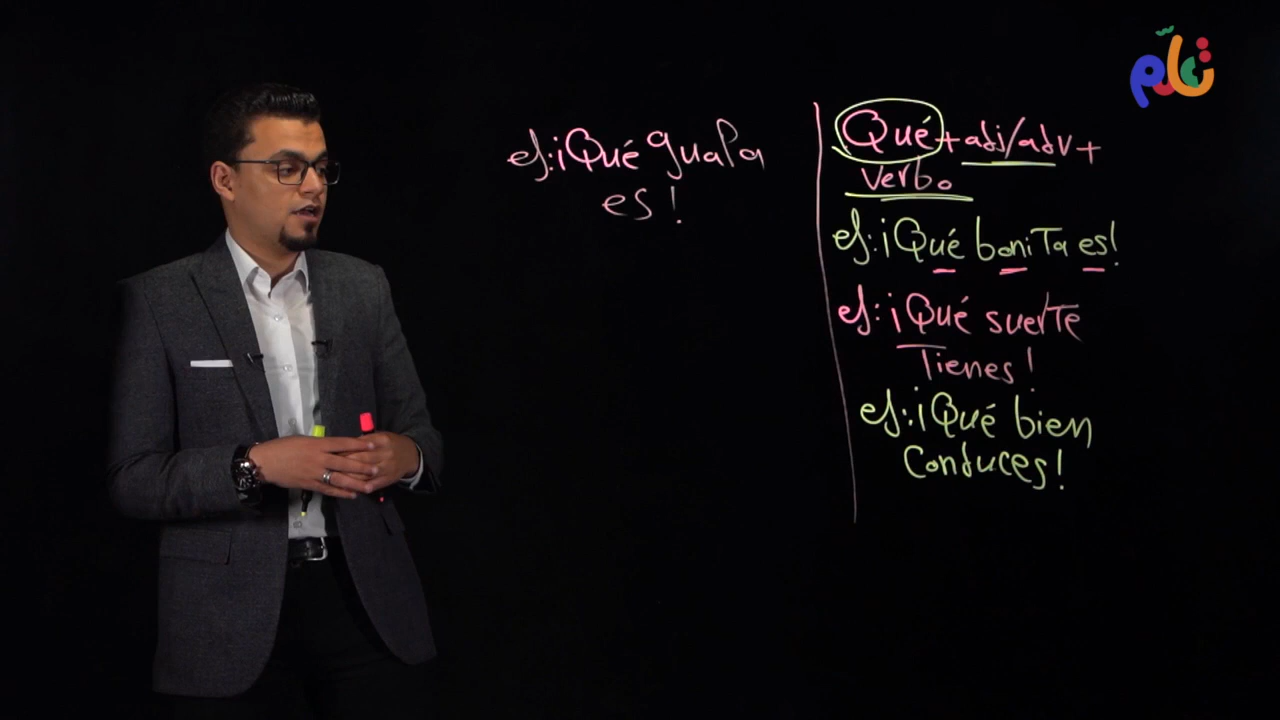 ej: ¡Qué guapa
es!
Qué + adj/adv +
verbo
ej: ¡Qué bonita es!
ej: ¡Qué suerte
Tienes!
ej: ¡Qué bien
conduces!